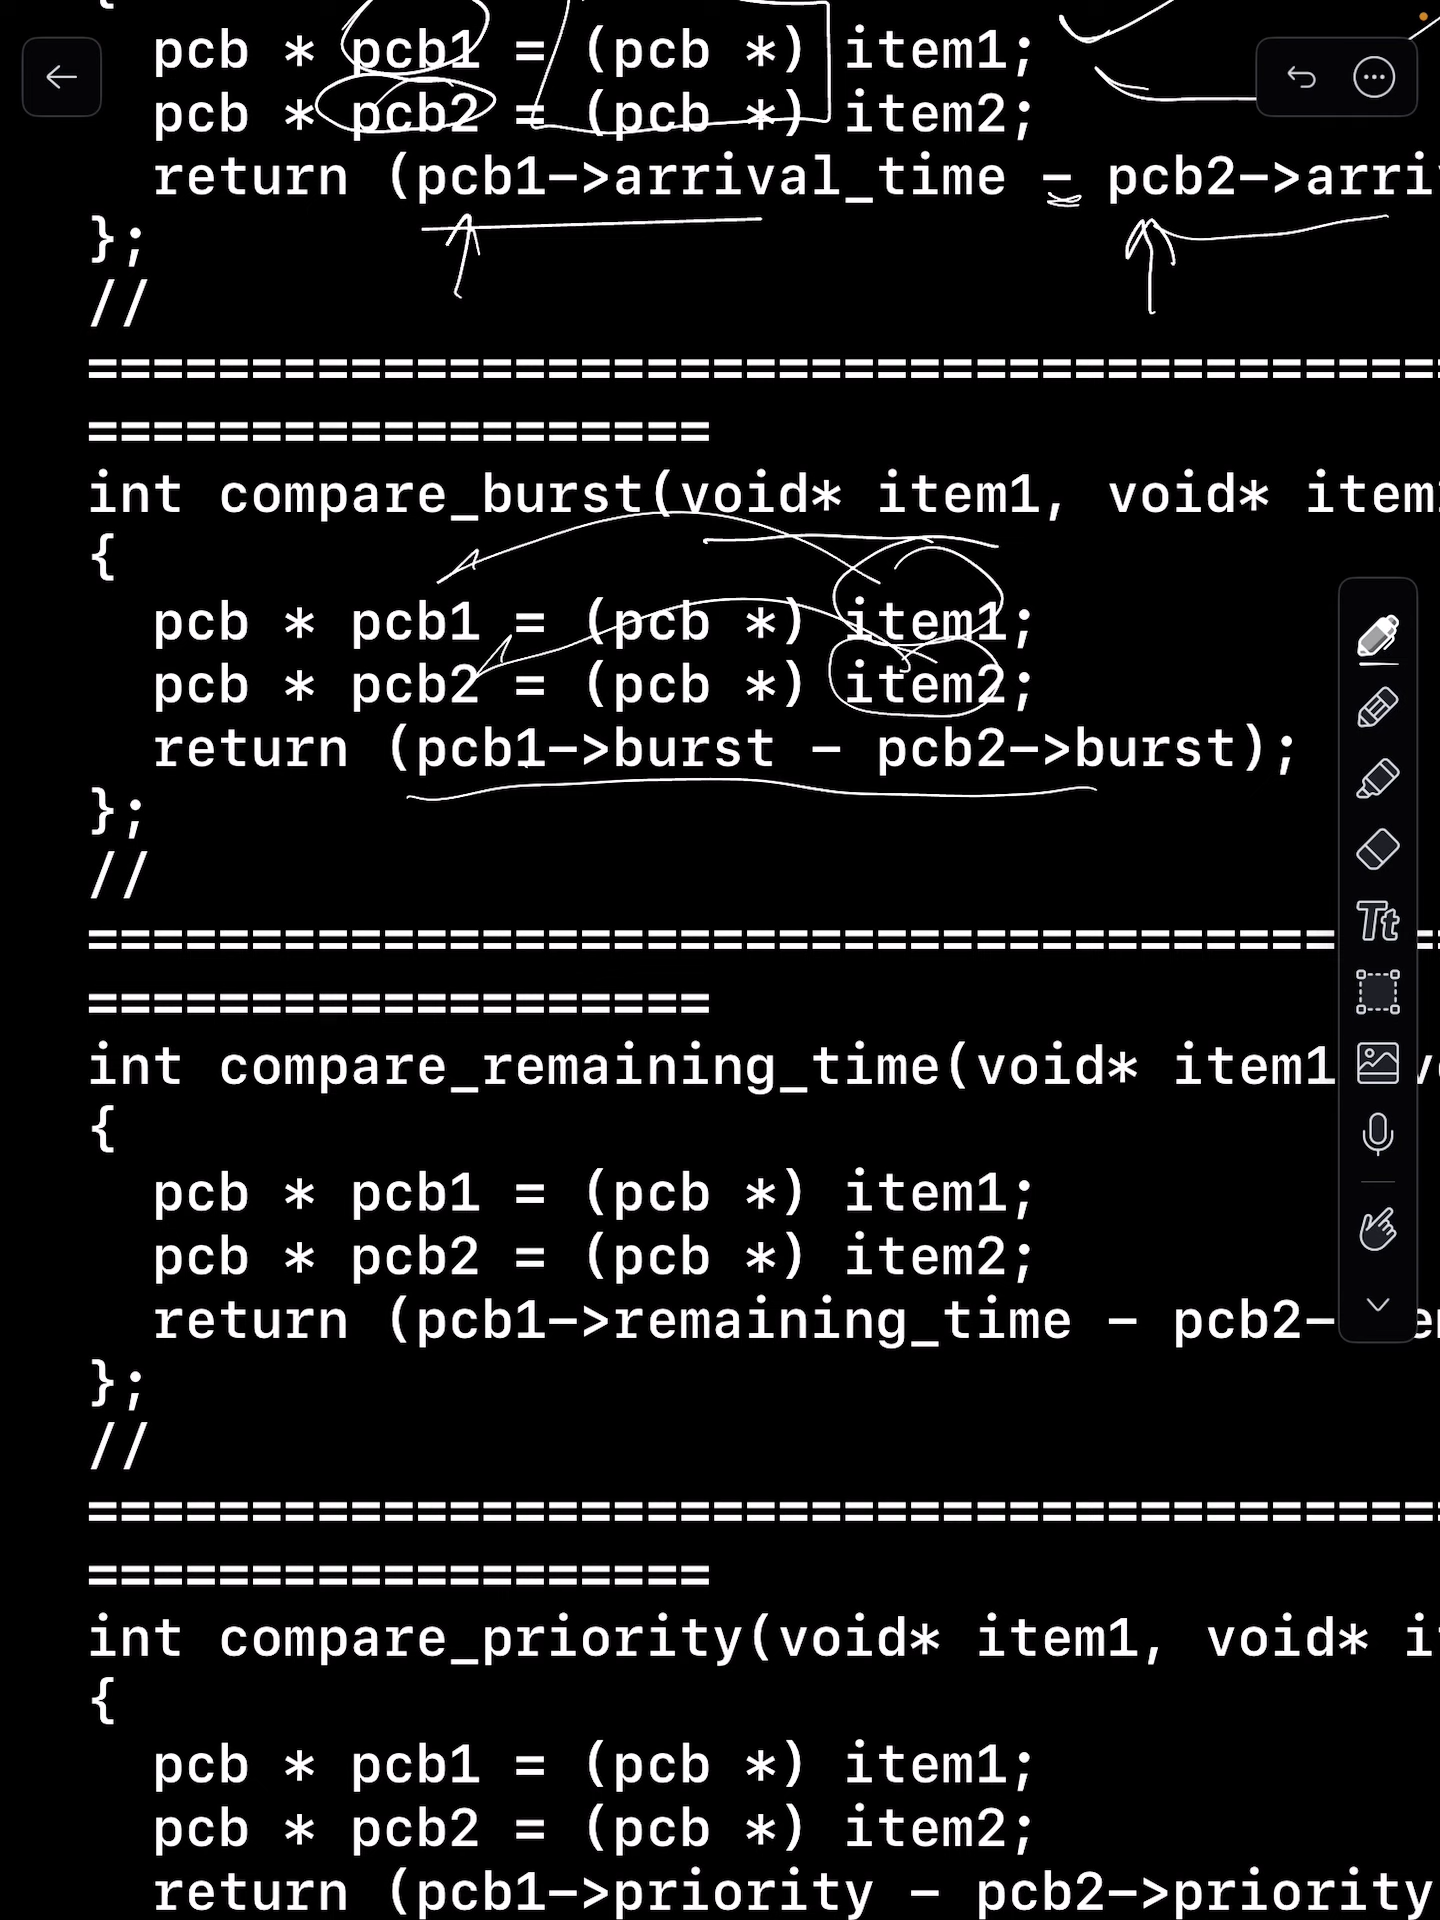 {
pcb * pcb1 = (pcb *) item1;
pcb * pcb2 = (pcb *) item2;
return (pcb1->arrival_time - pcb2->arri
};
//
=========================================
===================
int compare_burst(void* item1, void* item
{
pcb * pcb1 = (pcb *) item1;
pcb * pcb2 = (pcb *) item2;
return (pcb1->burst - pcb2->burst);
};
//
=========================================
===================
int compare_remaining_time(void* item1
{
pcb * pcb1 = (pcb *) item1;
pcb * pcb2 = (pcb *) item2;
return (pcb1->remaining_time - pcb2-
};
//
=========================================
===================
int compare_priority(void* item1, void* it
{
pcb * pcb1 = (pcb *) item1;
pcb * pcb2 = (pcb *) item2;
return (pcb1->priority - pcb2->priority
Tt